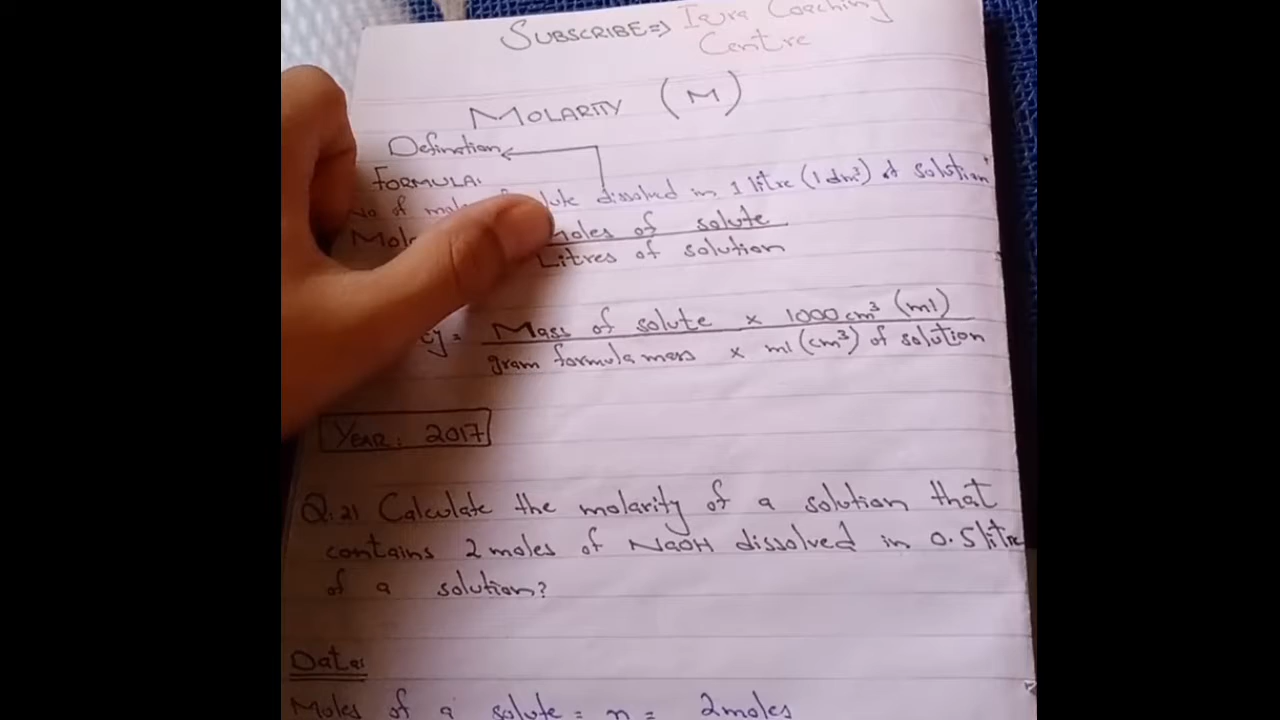 SUBSCRIBE=> Iqra Coaching
Centre
MOLARITY (M)
Definition
FORMULA:
No of dissolved in 1 litre (1 dm³) of solution
Moles of solute
Litres of solution
Mass of solute x 1000 cm³ (ml)
gram formula mass x ml (cm³) of solution
YEAR: 2017
Q.21 Calculate the molarity of a solution that
contains 2 moles of NaOH dissolved in 0.5 litre
of a solution?
Data:
Moles of a solute = n = 2 moles